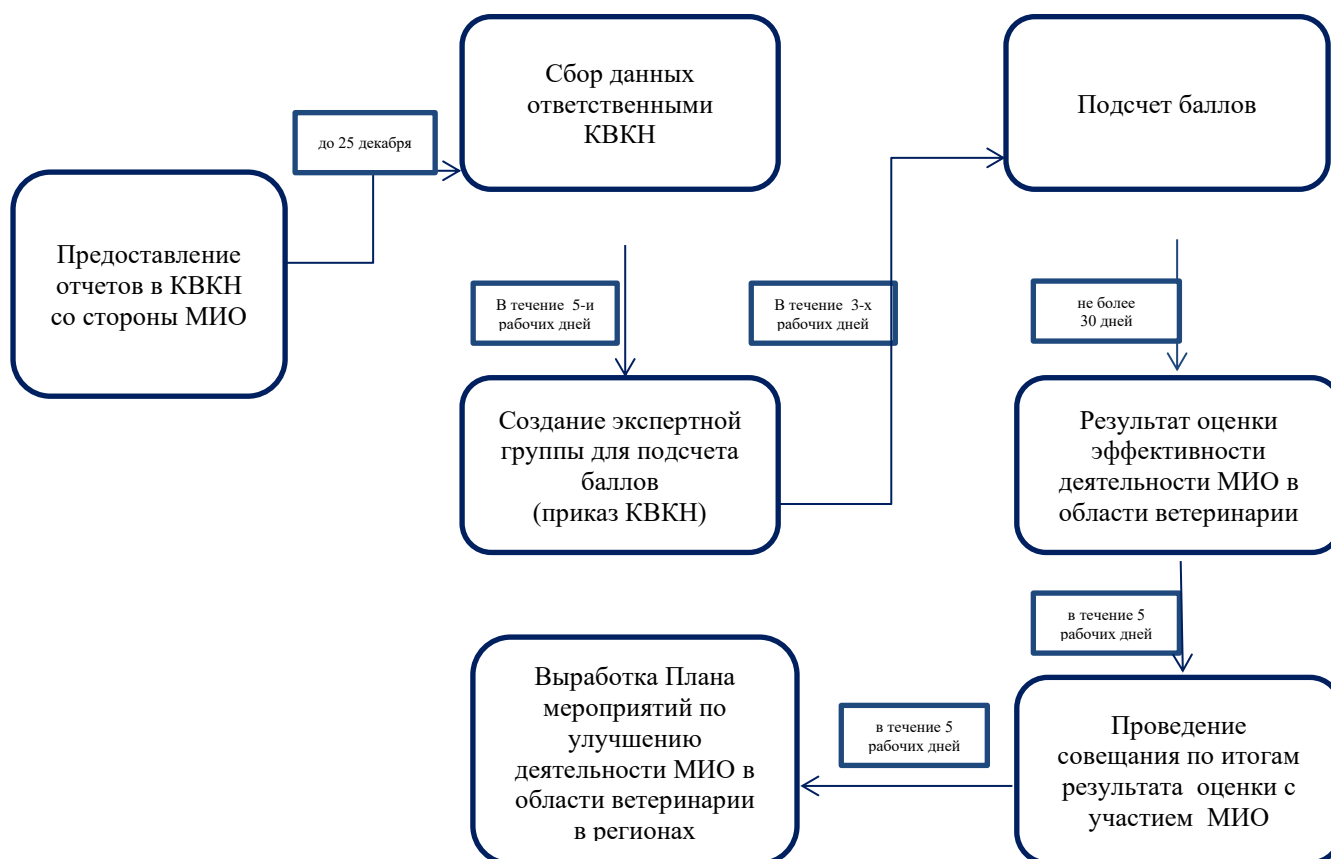 Предоставление
отчетов в КВКН
со стороны МИО
до 25 декабря
Сбор данных
ответственными
КВКН
В течение 5-и
рабочих дней
Создание экспертной
группы для подсчета
баллов
(приказ КВКН)
В течение 3-х
рабочих дней
Подсчет баллов
не более
30 дней
Результат оценки
эффективности
деятельности МИО в
области ветеринарии
в течение 5
рабочих дней
Проведение
совещания по итогам
результата оценки с
участием МИО
в течение 5
рабочих дней
Выработка Плана
мероприятий по
улучшению
деятельности МИО в
области ветеринарии
в регионах